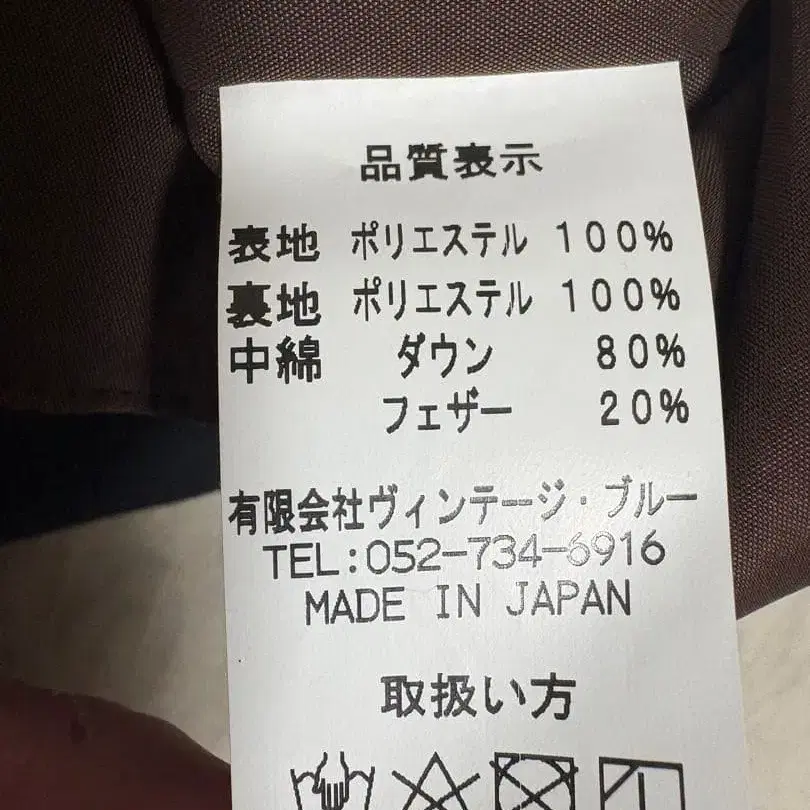 品質表示
表地 ポリエステル 100%
裏地 ポリエステル 100%
中綿 ダウン 80%
フェザー 20%
有限会社ヴィンテージ・ブルー
TEL:052-734-6916
MADE IN JAPAN
取扱い方